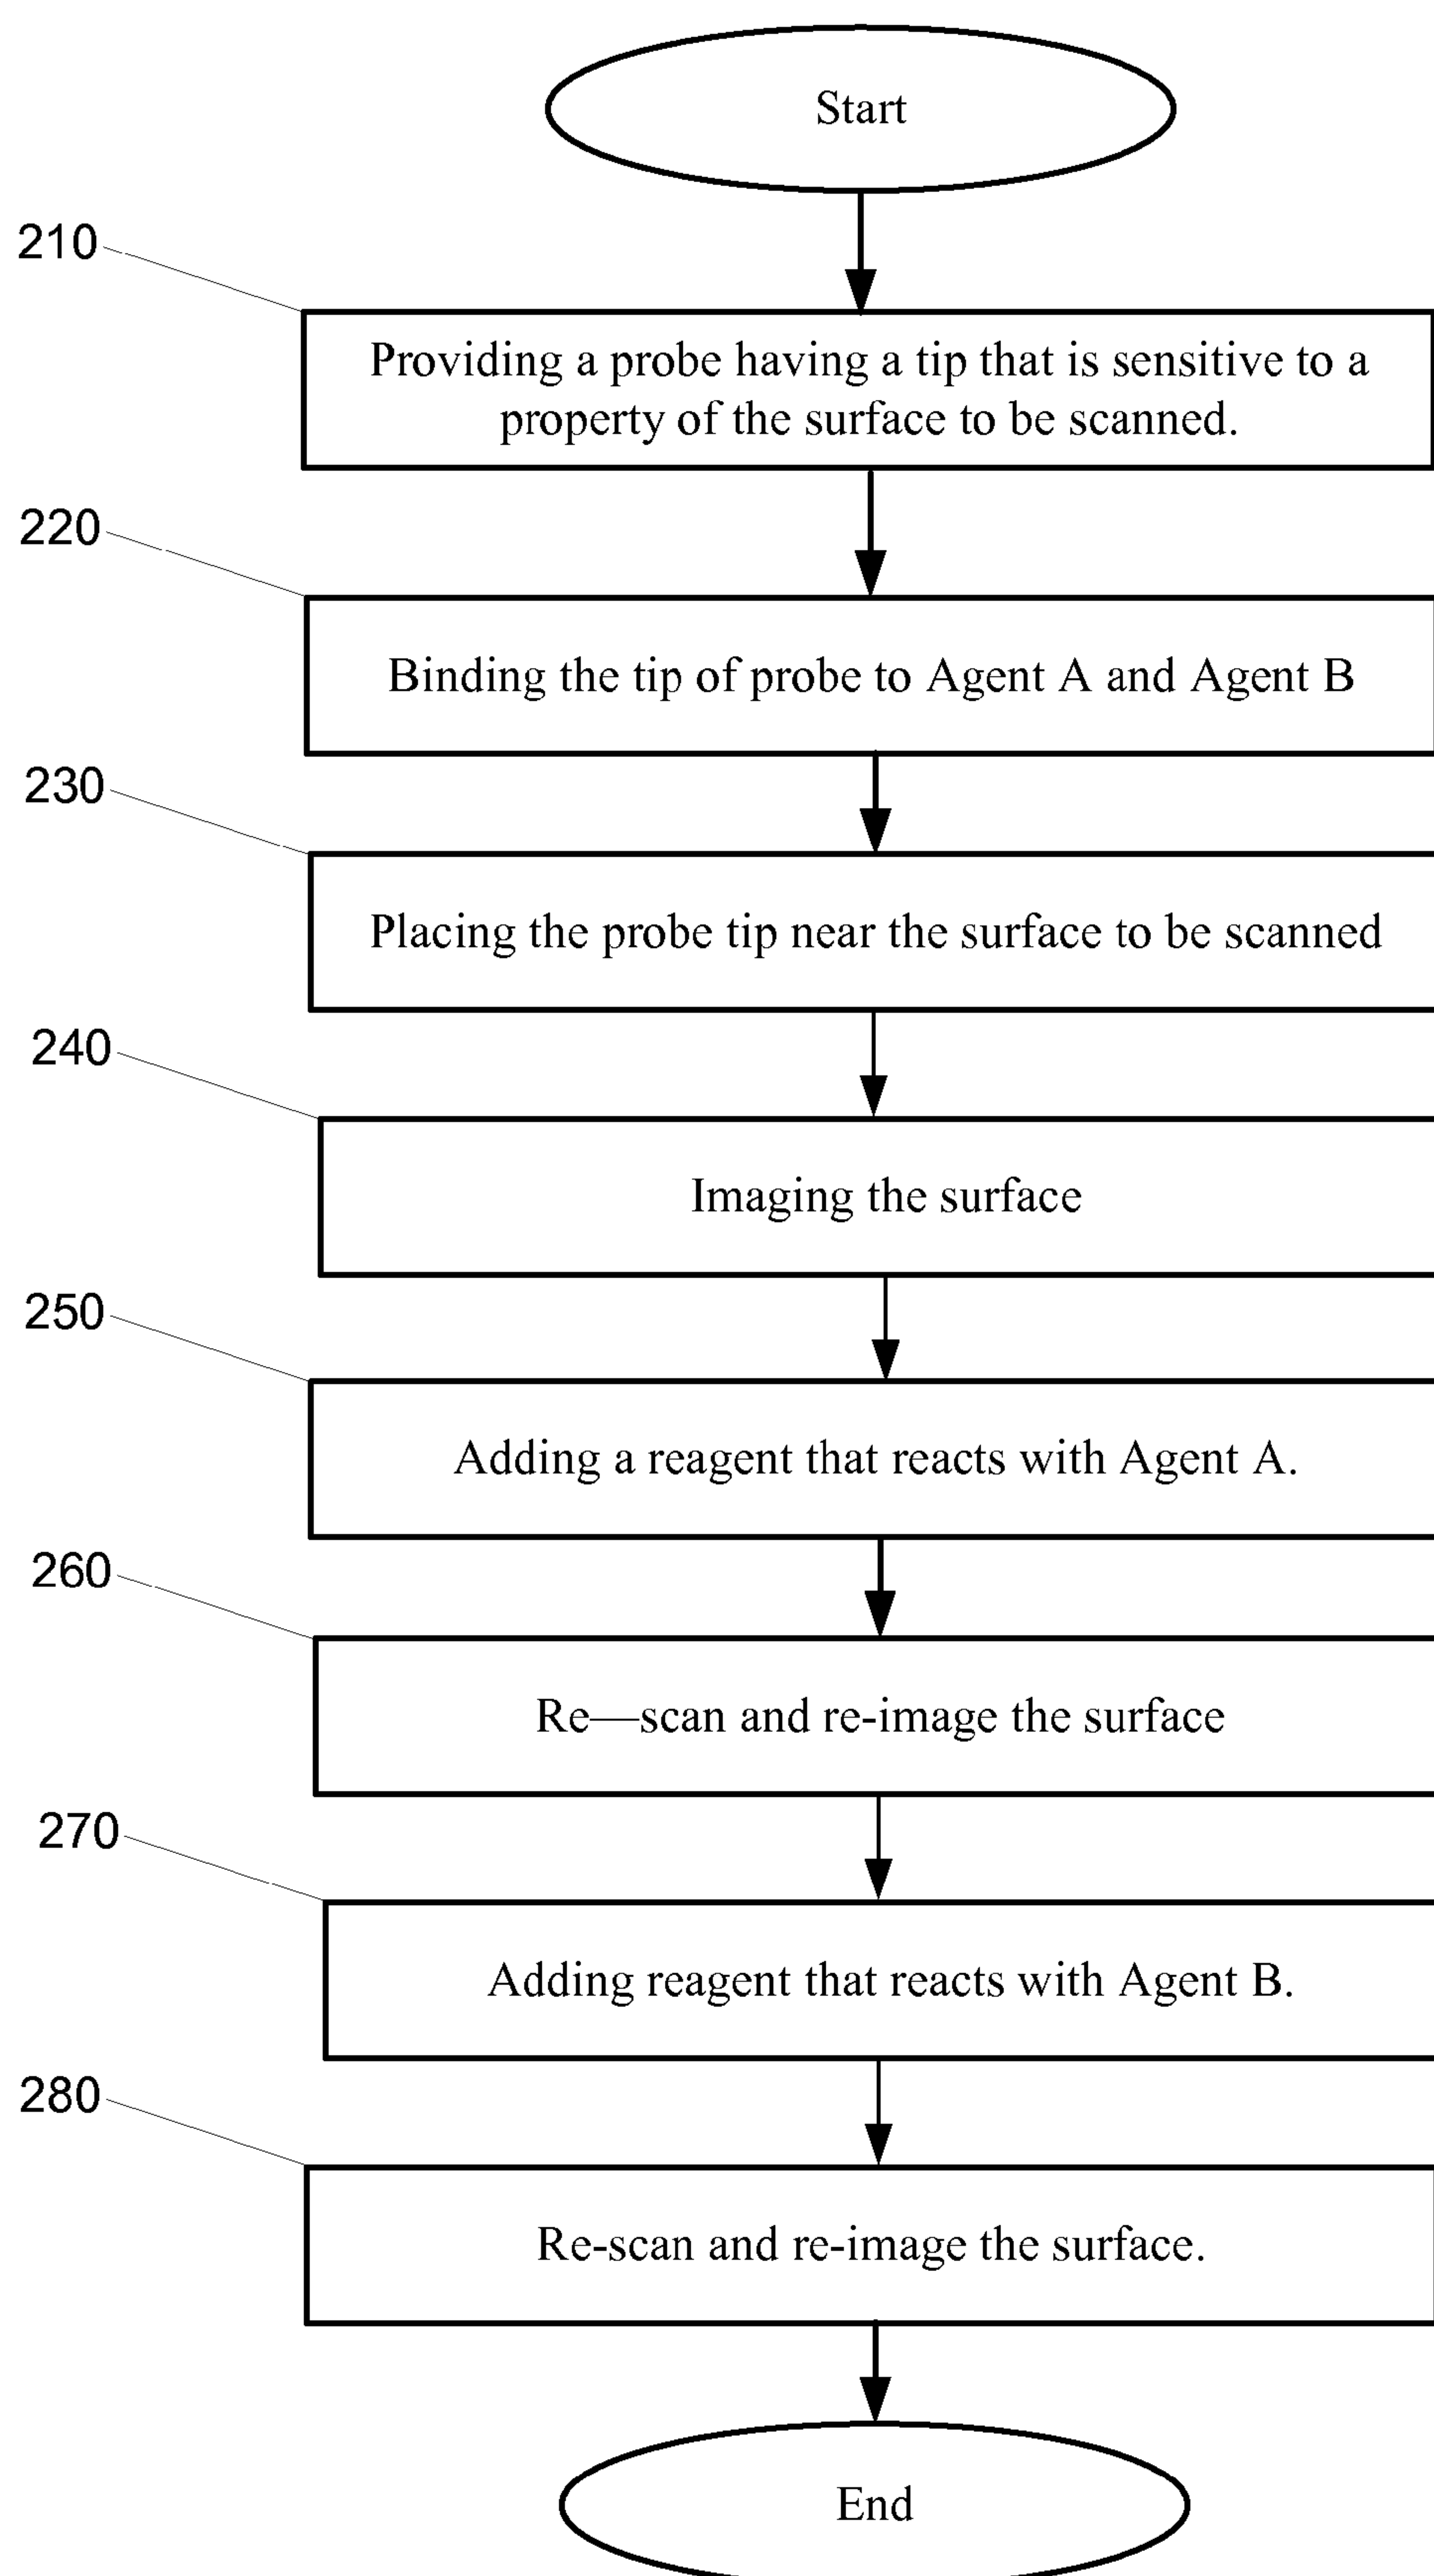 Start
210
Providing a probe having a tip that is sensitive to a
property of the surface to be scanned.
220
Binding the tip of probe to Agent A and Agent B
230
Placing the probe tip near the surface to be scanned
240
Imaging the surface
250
Adding a reagent that reacts with Agent A.
260
Re—scan and re-image the surface
270
Adding reagent that reacts with Agent B.
280
Re-scan and re-image the surface.
End